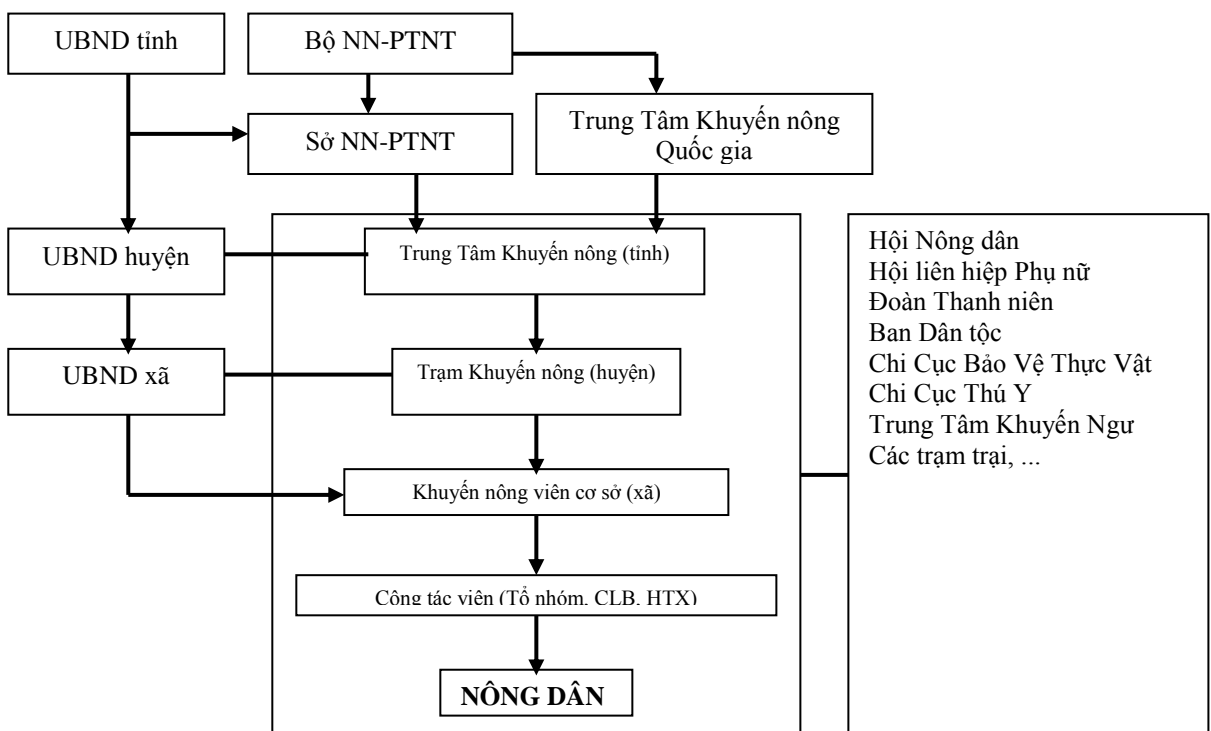 UBND tỉnh
Bộ NN-PTNT
Trung Tâm Khuyến nông
Quốc gia
Sở NN-PTNT
UBND huyện
Trung Tâm Khuyến nông (tỉnh)
UBND xã
Trạm Khuyến nông (huyện)
Khuyến nông viên cơ sở (xã)
Công tác viên (Tổ nhóm, CLB, HTX)
NÔNG DÂN
Hội Nông dân
Hội liên hiệp Phụ nữ
Đoàn Thanh niên
Ban Dân tộc
Chi Cục Bảo Vệ Thực Vật
Chi Cục Thú Y
Trung Tâm Khuyến Ngư
Các trạm trại, ...